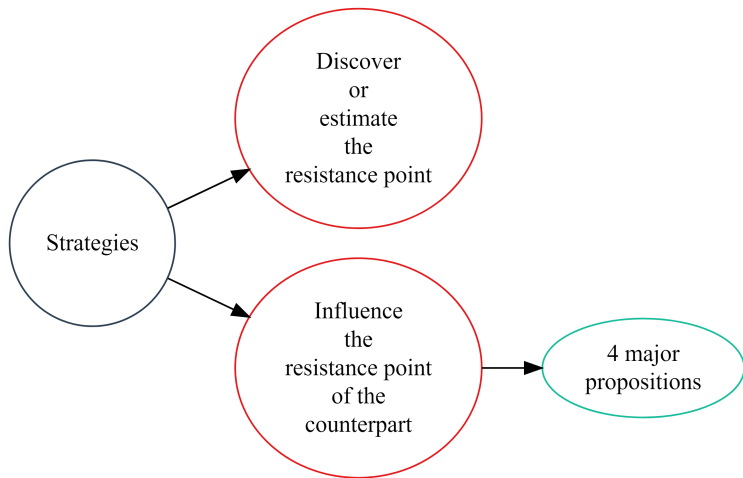 Strategies
Discover
or
estimate
the
resistance point
Influence
the
resistance point
of the
counterpart
4 major
propositions